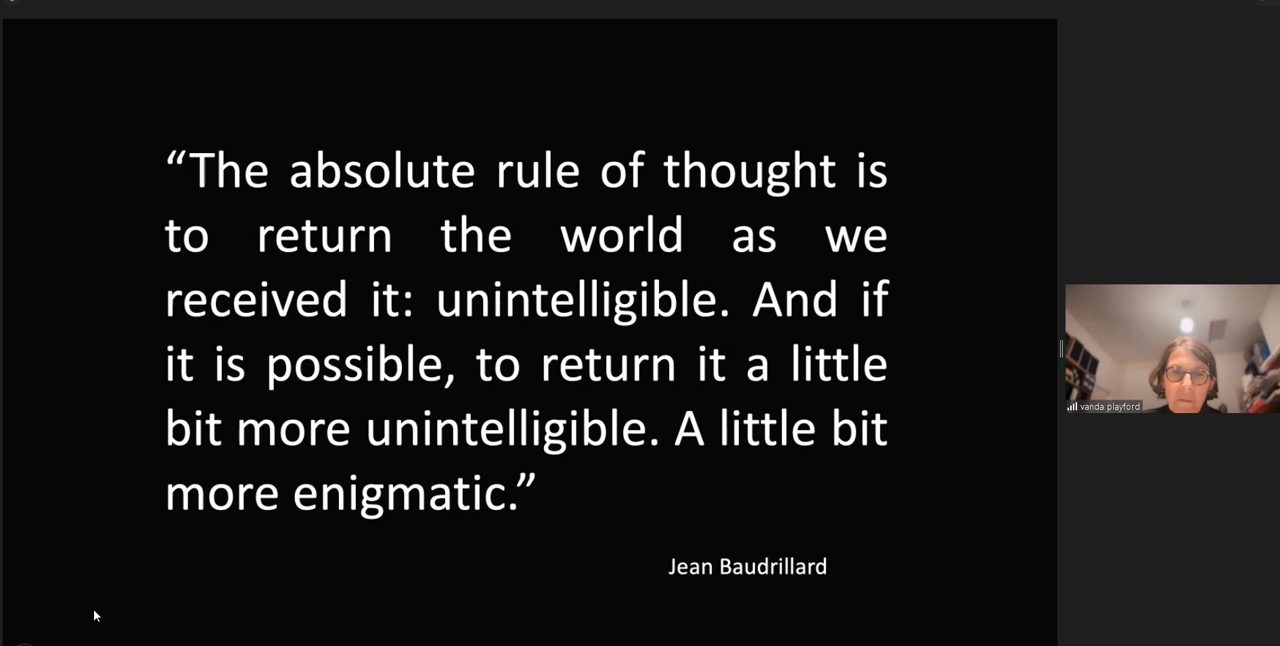 “The absolute rule of thought is
to return the world as we
received it: unintelligible. And if
it is possible, to return it a little
bit more unintelligible. A little bit
more enigmatic.”
Jean Baudrillard
vanda playford